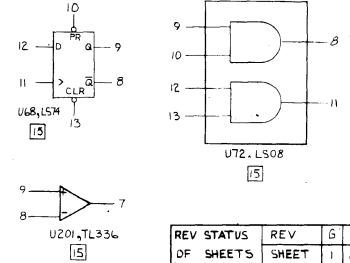 10
PR
12 D Q 9
11 > Q̅ 8
CLR
13
U68, LS74
15
9
8
10
12
11
13
U72. LS08
15
9 + 7
8 −
U201, TL336
15
REV STATUS REV G
OF SHEETS SHEET 1